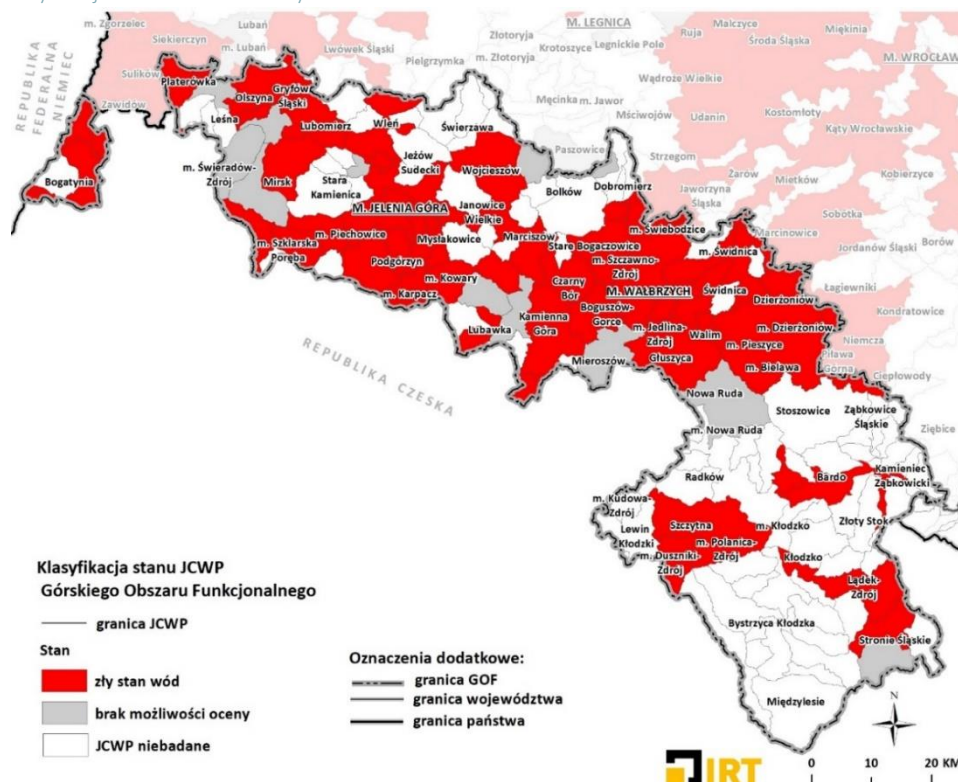 m. Zgorzelec
Lubań
Siekierczyn
m. Lubań
Lwówek Śląski
Pielgrzymka
Złotoryja
m. Złotoryja
Krotoszyce
M. LEGNICA
Legnickie Pole
Ruja
Malczyce
Środa Śląska
Miękinia
M. WROCŁAW
REPUBLIKA
FEDERALNA
NIEMIEC
Sulików
Zawidów
Platerówka
Olszyna
Gryfów
Śląski
Leśna
Lubomierz
Wleń
Świerzawa
Męcinka
m. Jawor
Mściwojów
Paszowice
Wądroże Wielkie
Udanin
Kostomłoty
Kąty Wrocławskie
Strzegom
Żarów
Mietków
Kobierzyce
Jaworzyna
Śląska
Sobótka
Marcinowice
Jordanów Śląski
Borów
Łagiewniki
Kondratowice
Niemcza
Piława
Górna
Ciepłowody
Ziębice
Bogatynia
m. Świeradów-
Zdrój
Mirsk
Stara
Kamienica
Jeżów
Sudecki
Wojcieszów
Bolków
Dobromierz
M. JELENIA GÓRA
Janowice
Wielkie
m. Szklarska
Poręba
m. Piechowice
Mysłakowice
Marciszów
Stare Bogaczowice
m. Świebodzice
m. Szczawno-
Zdrój
m. Świdnica
Świdnica
Podgórzyn
m. Kowary
m. Karpacz
Czarny
Bór
M. WAŁBRZYCH
Boguszów-
Gorce
Dzierżoniów
Kamienna
Góra
Lubawka
m. Jedlina-
Zdrój
Walim
m. Dzierżoniów
m. Pieszyce
Głuszyca
Mieroszów
m. Bielawa
REPUBLIKA CZESKA
Nowa Ruda
m. Nowa Ruda
Stoszowice
Ząbkowice
Śląskie
Radków
Bardo
Kamieniec
Ząbkowicki
m. Kudowa-
Zdrój
Lewin
Kłodzki
Szczytna
m. Kłodzko
Złoty Stok
m. Polanica-
Zdrój
m. Duszniki-
Zdrój
Kłodzko
Lądek-
Zdrój
Bystrzyca Kłodzka
Stronie Śląskie
Międzylesie
Klasyfikacja stanu JCWP
Górskiego Obszaru Funkcjonalnego
granica JCWP
Stan
zły stan wód
brak możliwości oceny
JCWP niebadane
Oznaczenia dodatkowe:
granica GOF
granica województwa
granica państwa
N
IRT
0 10 20 KM